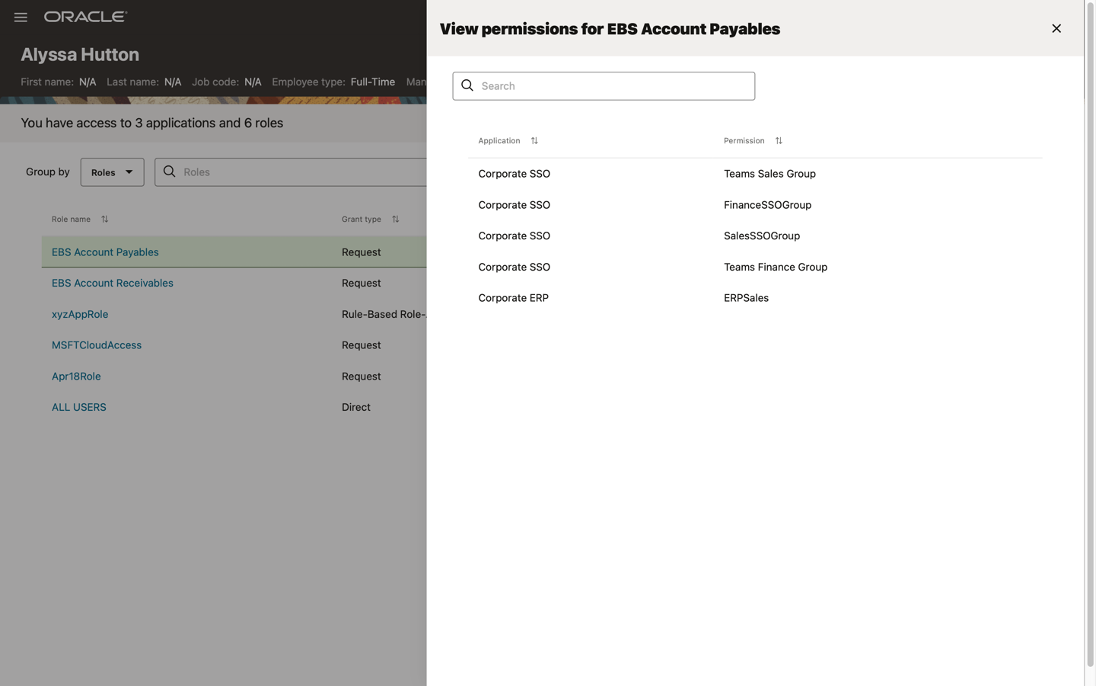 ORACLE
Alyssa Hutton
First name: N/A Last name: N/A Job code: N/A Employee type: Full-Time Man
You have access to 3 applications and 6 roles
Group by Roles Roles
Role name Grant type
EBS Account Payables Request
EBS Account Receivables Request
xyzAppRole Rule-Based Role-
MSFTCloudAccess Request
Apr18Role Request
ALL USERS Direct
View permissions for EBS Account Payables
Search
Application Permission
Corporate SSO Teams Sales Group
Corporate SSO FinanceSSOGroup
Corporate SSO SalesSSOGroup
Corporate SSO Teams Finance Group
Corporate ERP ERPSales